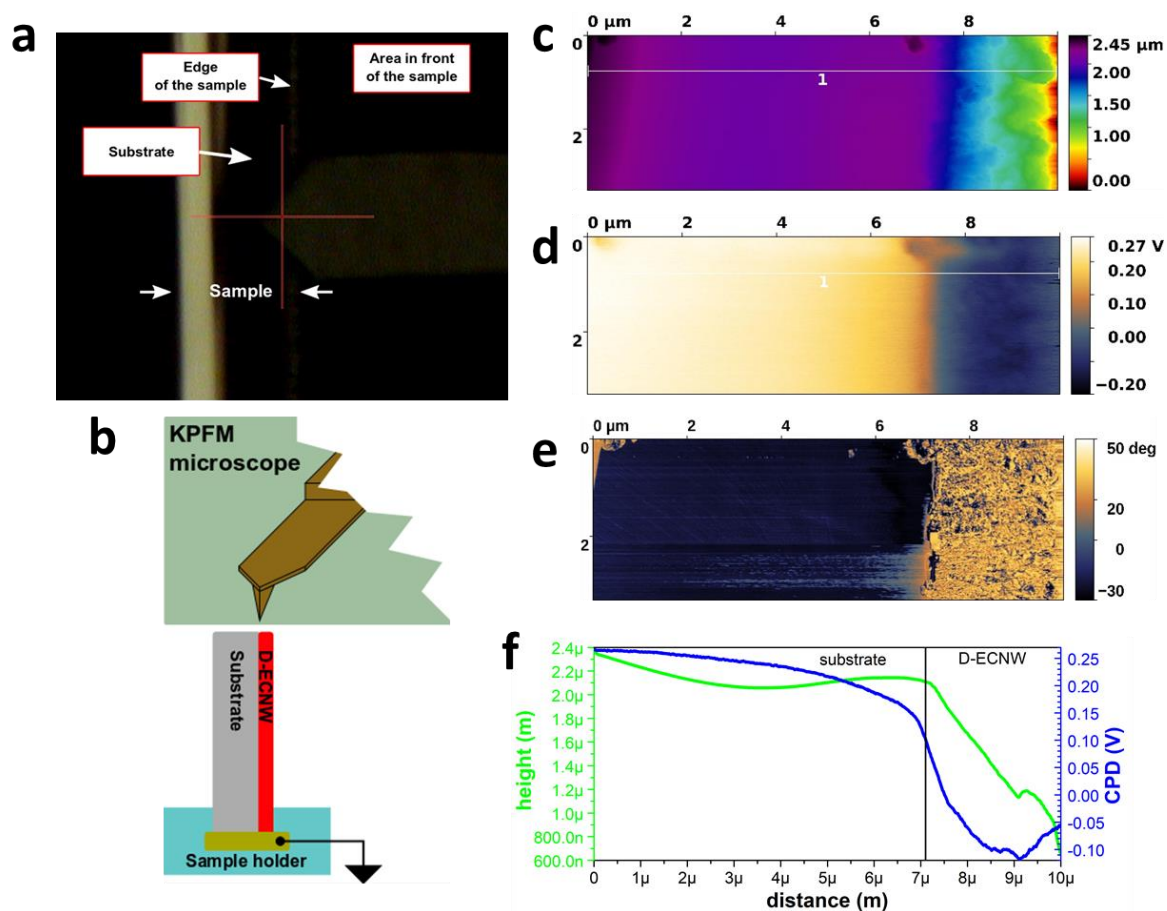 a
Edge
of the sample
Area in front
of the sample
Substrate
Sample
b
KPFM
microscope
Substrate
D-ECNW
Sample holder
c
0 µm 2 4 6 8
0
2
1
2.45 µm
2.00
1.50
1.00
0.00
d
0 µm 2 4 6 8
0
2
1
0.27 V
0.20
0.10
0.00
−0.20
e
0 µm 2 4 6 8
0
2
50 deg
20
0
−30
f
substrate
D-ECNW
2.4µ
2.2µ
2.0µ
1.8µ
1.6µ
1.4µ
1.2µ
1.0µ
800.0n
600.0n
height (m)
0.25
0.20
0.15
0.10
0.05
0.00
-0.05
-0.10
CPD (V)
0 1µ 2µ 3µ 4µ 5µ 6µ 7µ 8µ 9µ 10µ
distance (m)